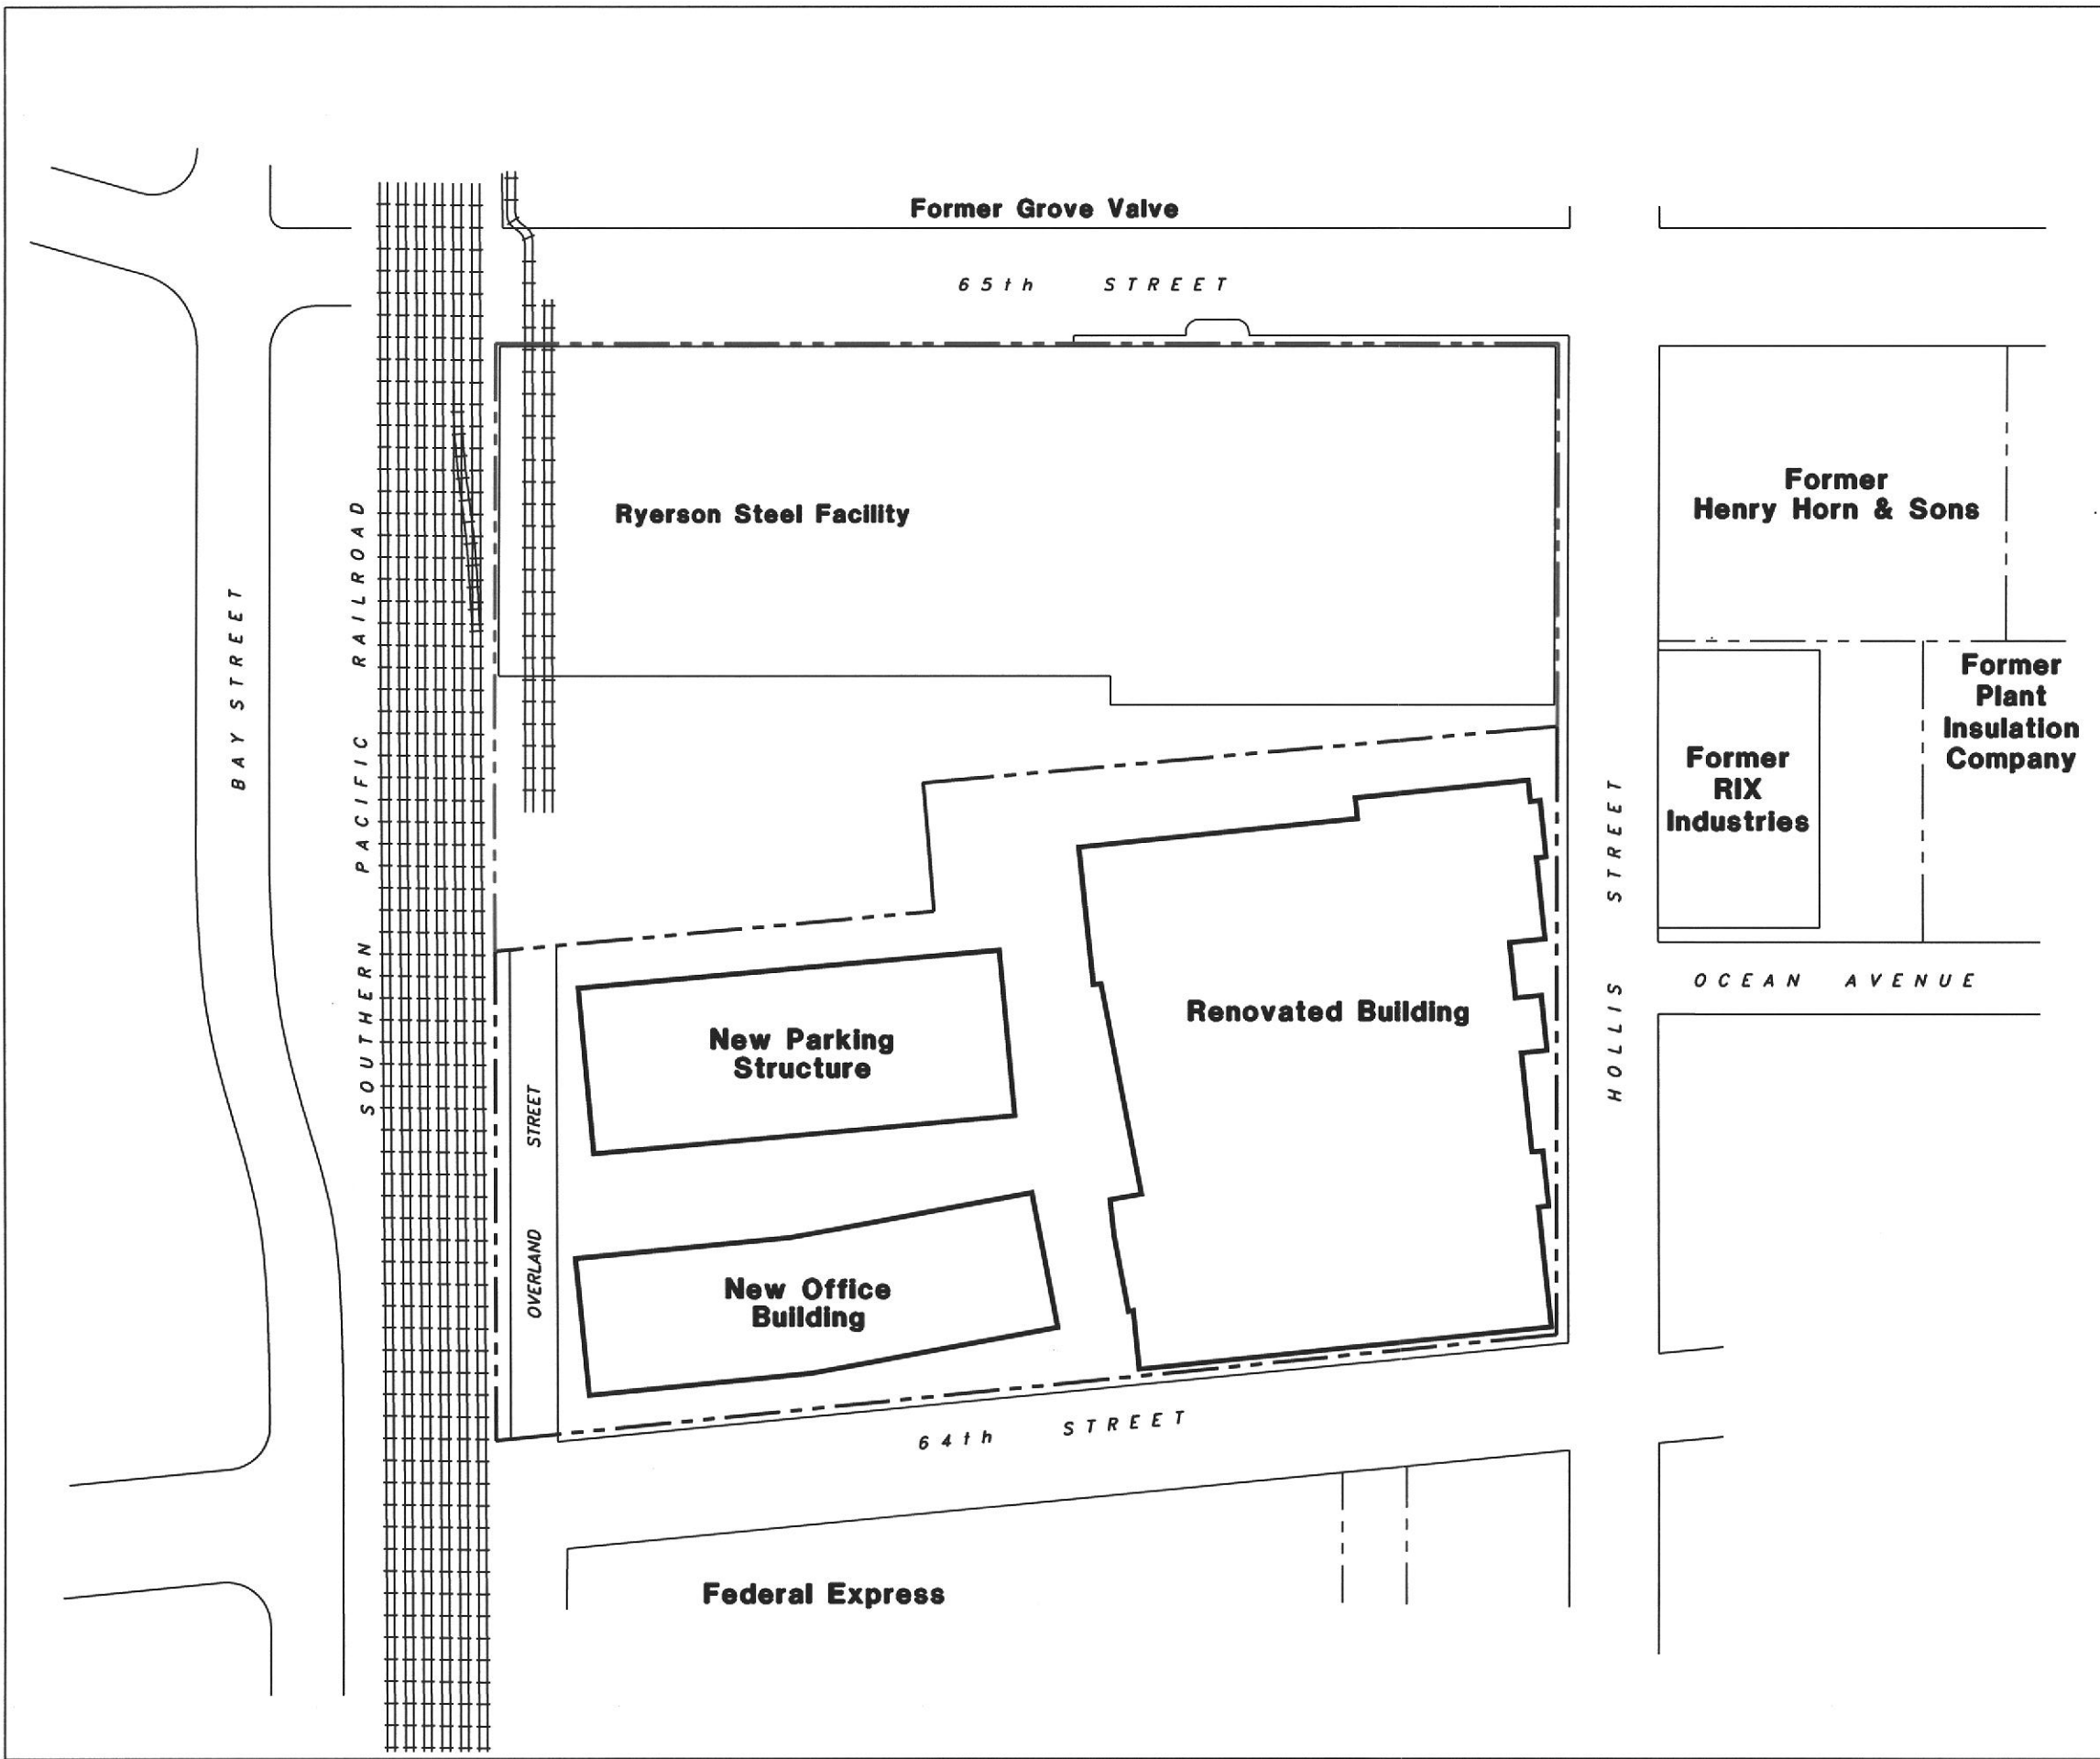 Former Grove Valve
65th STREET
Ryerson Steel Facility
Former
Henry Horn & Sons
BAY STREET
SOUTHERN PACIFIC RAILROAD
Former
Plant
Insulation
Company
Former
RIX
Industries
HOLLIS STREET
OCEAN AVENUE
Renovated Building
New Parking
Structure
OVERLAND STREET
New Office
Building
64th STREET
Federal Express